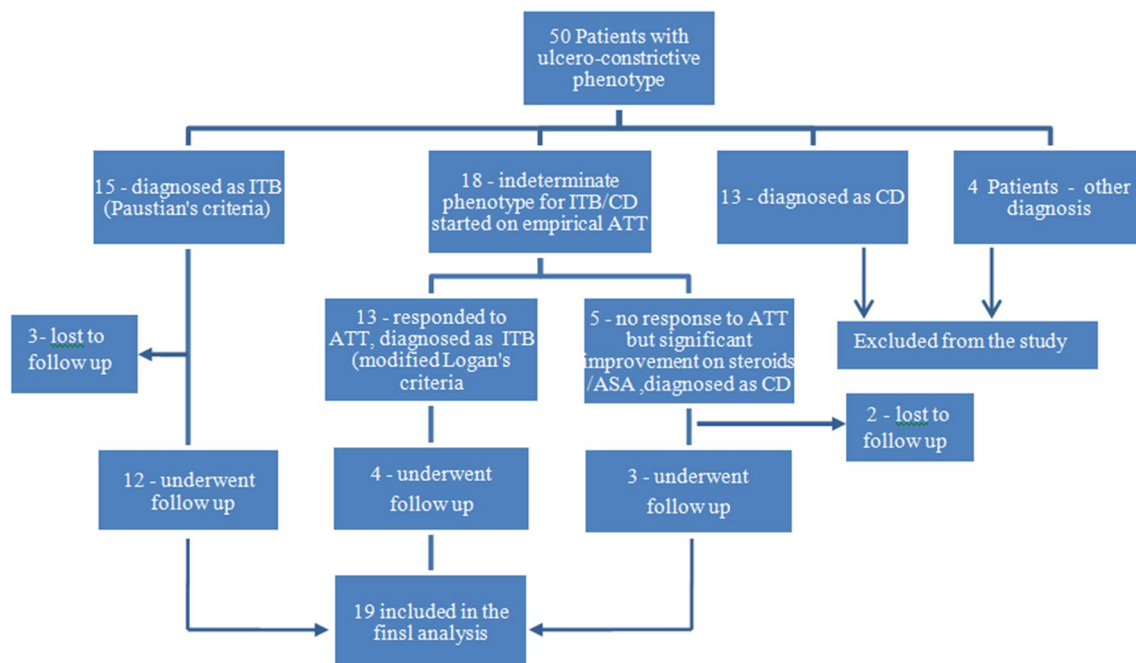 50 Patients with
ulcero-constrictive
phenotype
15 - diagnosed as ITB
(Paustian's criteria)
18 - indeterminate
phenotype for ITB/CD
started on empirical ATT
13 - diagnosed as CD
4 Patients - other
diagnosis
3- lost to
follow up
13 - responded to
ATT, diagnosed as ITB
(modified Logan's
criteria
5 - no response to ATT
but significant
improvement on steroids
/ASA ,diagnosed as CD
Excluded from the study
2 - lost to
follow up
12 - underwent
follow up
4 - underwent
follow up
3 - underwent
follow up
19 included in the
finsl analysis